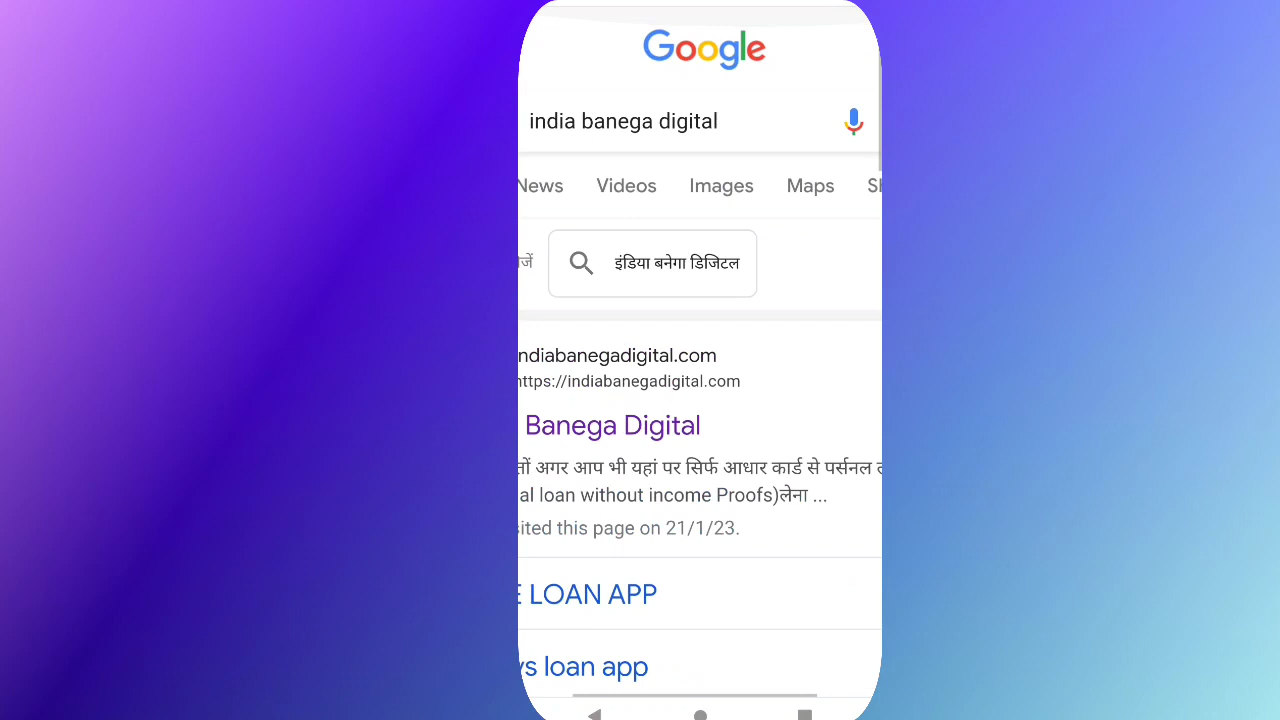 Google
india banega digital
News Videos Images Maps
इंडिया बनेगा डिजिटल
ndiabanegadigital.com
https://indiabanegadigital.com
Banega Digital
तों अगर आप भी यहां पर सिर्फ आधार कार्ड से पर्सनल
al loan without income Proofs)लेना ...
ited this page on 21/1/23.
E LOAN APP
ws loan app